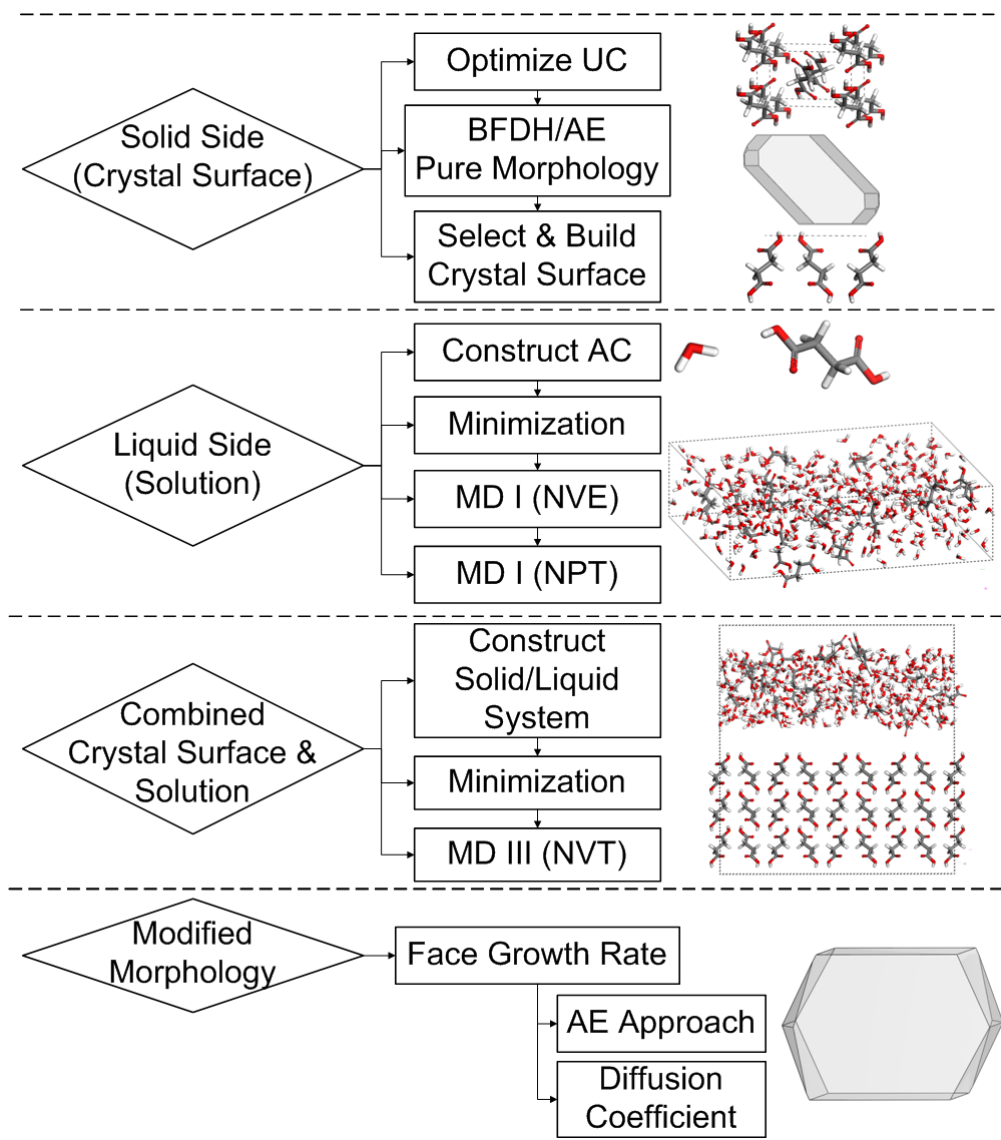 Solid Side
(Crystal Surface)
Optimize UC
BFDH/AE
Pure Morphology
Select & Build
Crystal Surface
Liquid Side
(Solution)
Construct AC
Minimization
MD I (NVE)
MD I (NPT)
Combined
Crystal Surface &
Solution
Construct
Solid/Liquid
System
Minimization
MD III (NVT)
Modified
Morphology
Face Growth Rate
AE Approach
Diffusion
Coefficient